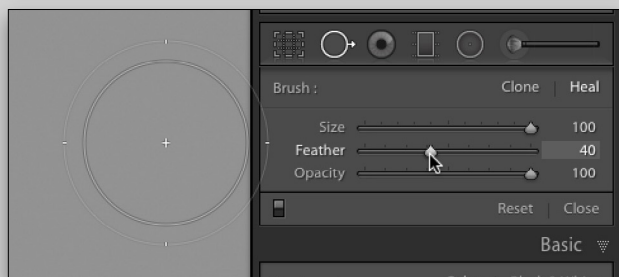 Brush : Clone | Heal
Size 100
Feather 40
Opacity 100
Reset | Close
Basic